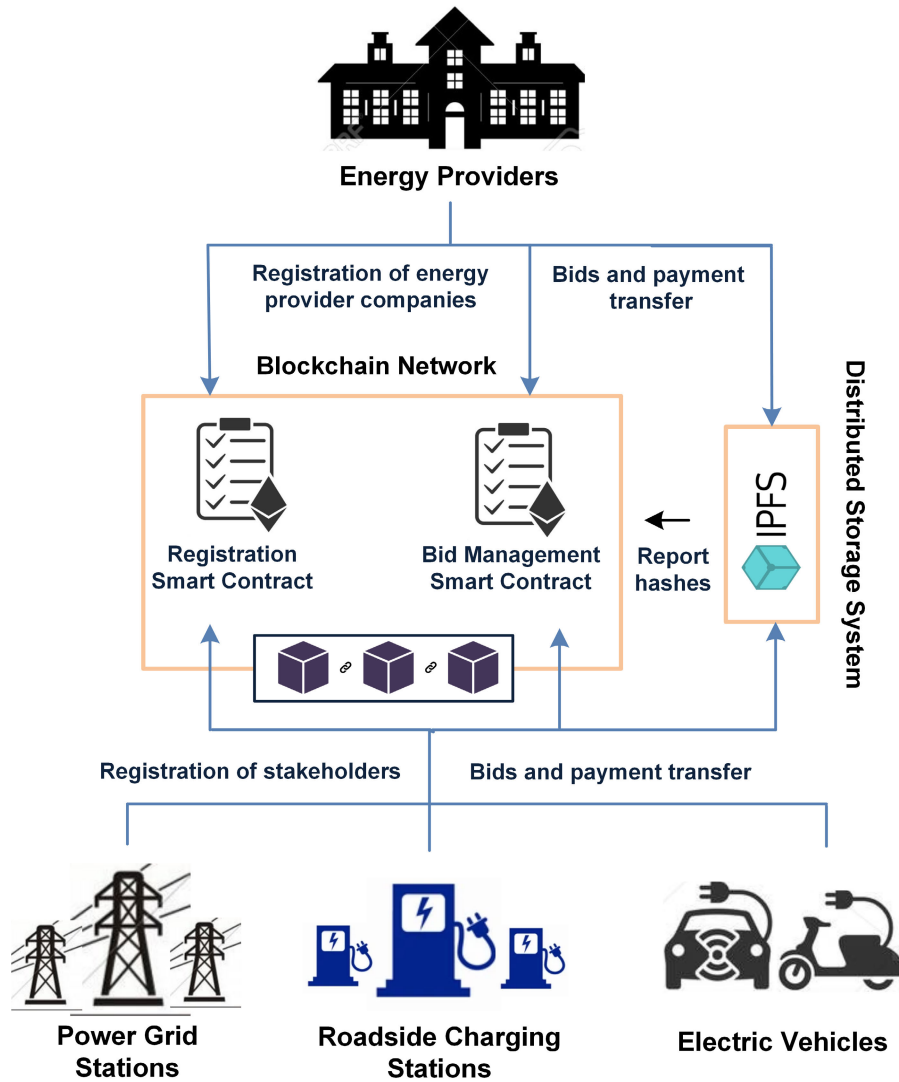 Energy Providers
Registration of energy
provider companies
Bids and payment
transfer
Blockchain Network
Distributed Storage System
Registration
Smart Contract
Bid Management
Smart Contract
Report
hashes
IPFS
Registration of stakeholders
Bids and payment transfer
Power Grid
Stations
Roadside Charging
Stations
Electric Vehicles